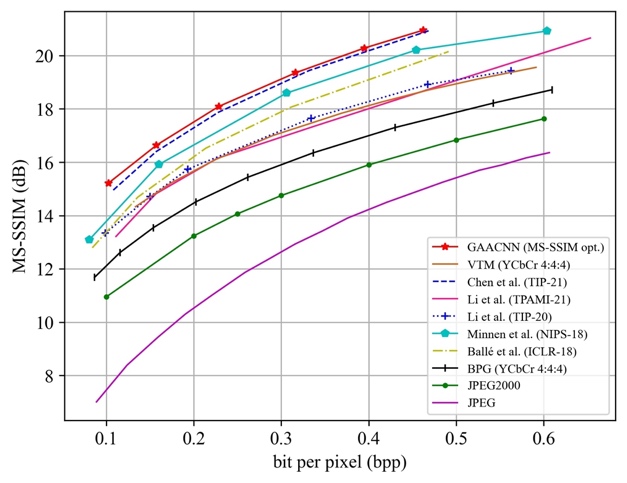 20
18
16
14
12
10
8
MS-SSIM (dB)
GAACNN (MS-SSIM opt.)
VTM (YCbCr 4:4:4)
Chen et al. (TIP-21)
Li et al. (TPAMI-21)
Li et al. (TIP-20)
Minnen et al. (NIPS-18)
Ballé et al. (ICLR-18)
BPG (YCbCr 4:4:4)
JPEG2000
JPEG
0.1 0.2 0.3 0.4 0.5 0.6
bit per pixel (bpp)